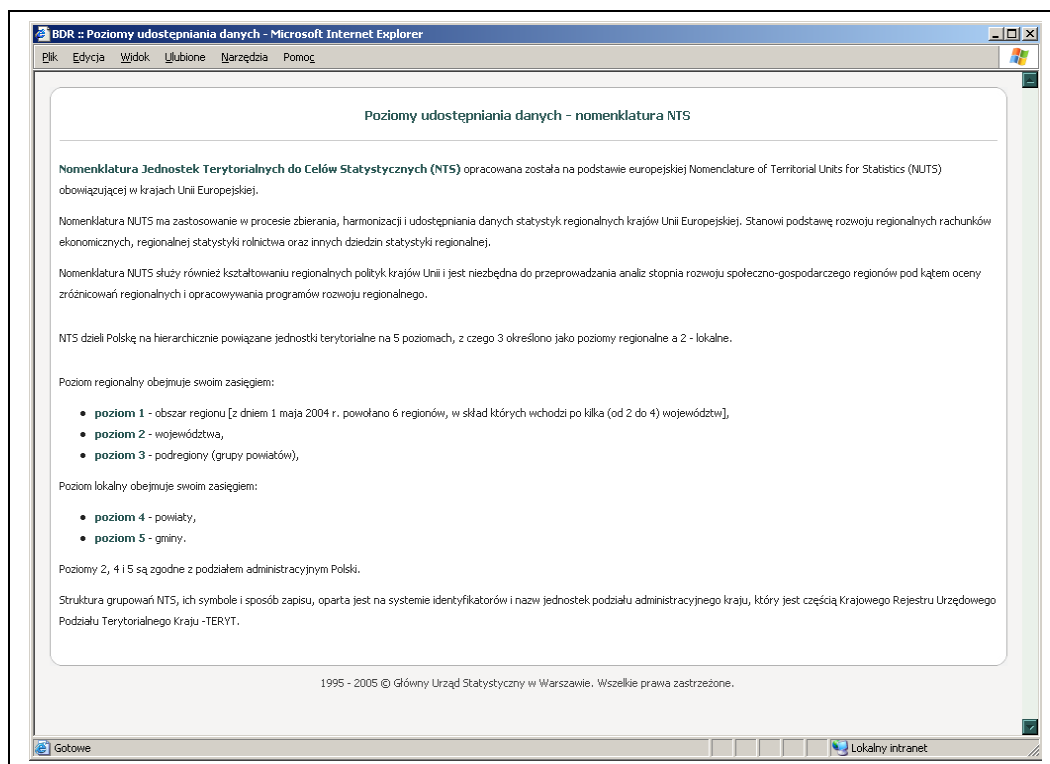 BDR :: Poziomy udostępniania danych - Microsoft Internet Explorer
Plik Edycja Widok Ulubione Narzędzia Pomoc
Poziomy udostępniania danych - nomenklatura NTS
Nomenklatura Jednostek Terytorialnych do Celów Statystycznych (NTS) opracowana została na podstawie europejskiej Nomenclature of Territorial Units for Statistics (NUTS)
obowiązującej w krajach Unii Europejskiej.
Nomenklatura NUTS ma zastosowanie w procesie zbierania, harmonizacji i udostępniania danych statystyk regionalnych krajów Unii Europejskiej. Stanowi podstawę rozwoju regionalnych rachunków
ekonomicznych, regionalnej statystyki rolnictwa oraz innych dziedzin statystyki regionalnej.
Nomenklatura NUTS służy również kształtowaniu regionalnych polityk krajów Unii i jest niezbędna do przeprowadzania analiz stopnia rozwoju społeczno-gospodarczego regionów pod kątem oceny
zróżnicowań regionalnych i opracowywania programów rozwoju regionalnego.
NTS dzieli Polskę na hierarchicznie powiązane jednostki terytorialne na 5 poziomach, z czego 3 określono jako poziomy regionalne a 2 - lokalne.
Poziom regionalny obejmuje swoim zasięgiem:
• poziom 1 - obszar regionu [z dniem 1 maja 2004 r. powołano 6 regionów, w skład których wchodzi po kilka (od 2 do 4) województw],
• poziom 2 - województwa,
• poziom 3 - podregiony (grupy powiatów),
Poziom lokalny obejmuje swoim zasięgiem:
• poziom 4 - powiaty,
• poziom 5 - gminy.
Poziomy 2, 4 i 5 są zgodne z podziałem administracyjnym Polski.
Struktura grupowań NTS, ich symbole i sposób zapisu, oparta jest na systemie identyfikatorów i nazw jednostek podziału administracyjnego kraju, który jest częścią Krajowego Rejestru Urzędowego
Podziału Terytorialnego Kraju -TERYT.
1995 - 2005 © Główny Urząd Statystyczny w Warszawie. Wszelkie prawa zastrzeżone.
Gotowe
Lokalny intranet